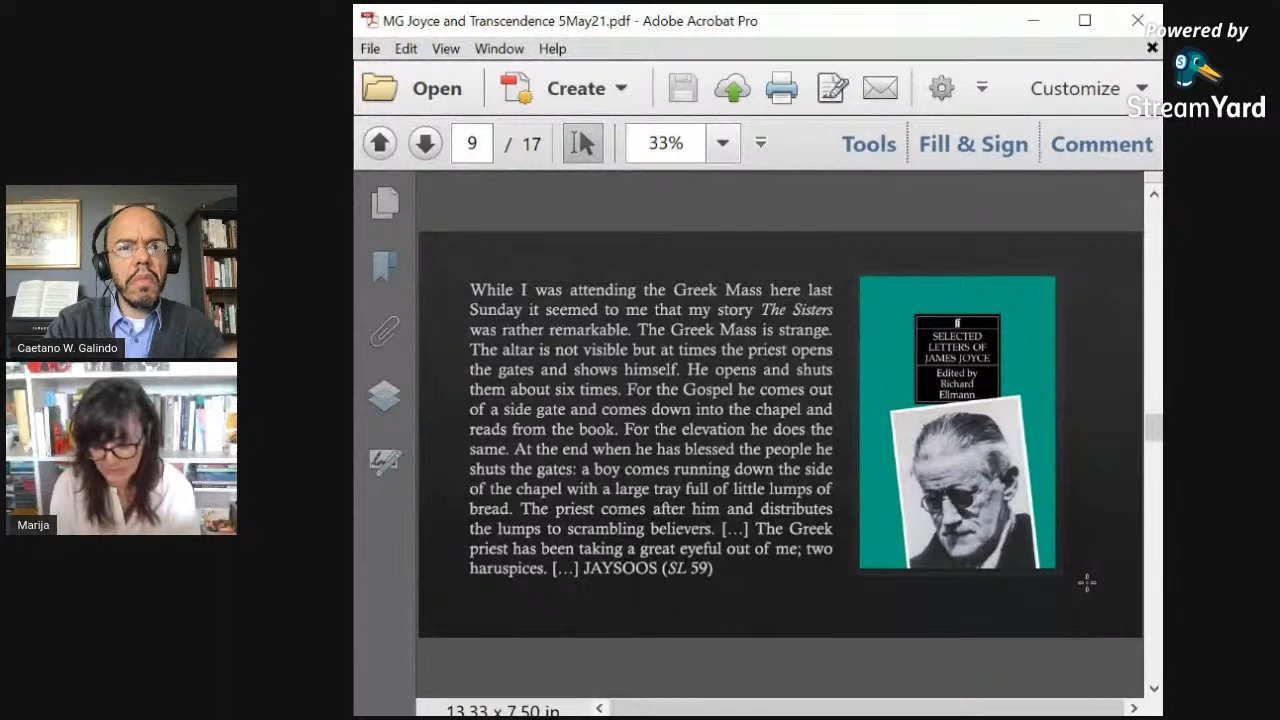 MG Joyce and Transcendence 5May21.pdf - Adobe Acrobat Pro
File Edit View Window Help
Powered by
StreamYard
Open Create Customize
9 / 17 33% Tools Fill & Sign Comment
Caetano W. Galindo
Marija
While I was attending the Greek Mass here last
Sunday it seemed to me that my story The Sisters
was rather remarkable. The Greek Mass is strange.
The altar is not visible but at times the priest opens
the gates and shows himself. He opens and shuts
them about six times. For the Gospel he comes out
of a side gate and comes down into the chapel and
reads from the book. For the elevation he does the
same. At the end when he has blessed the people he
shuts the gates: a boy comes running down the side
of the chapel with a large tray full of little lumps of
bread. The priest comes after him and distributes
the lumps to scrambling believers. […] The Greek
priest has been taking a great eyeful out of me; two
haruspices. […] JAYSOOS (SL 59)
ff
SELECTED
LETTERS OF
JAMES JOYCE
Edited by
Richard
Ellmann
13.33 x 7.50 in